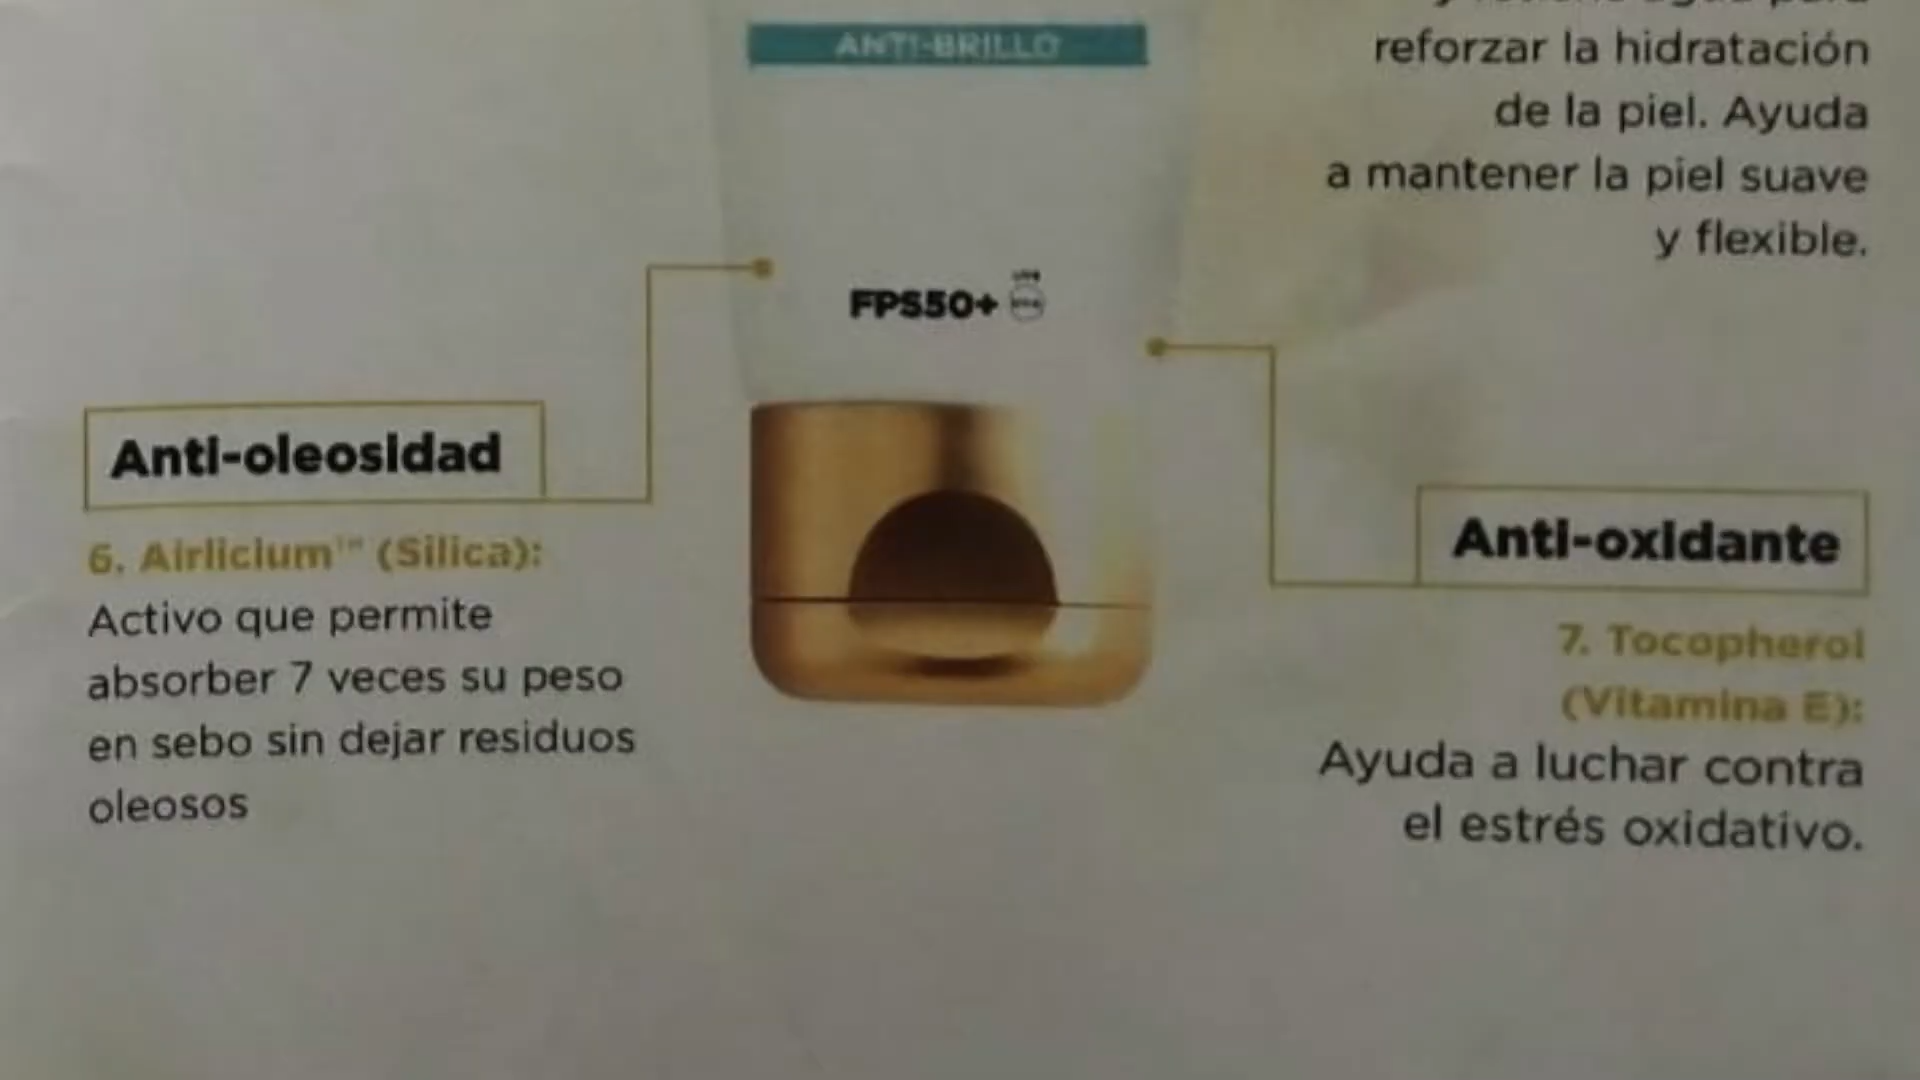 ANTI-BRILLO
reforzar la hidratación
de la piel. Ayuda
a mantener la piel suave
y flexible.
FPS50+
Anti-oleosidad
6. Airlicium™ (Silica):
Activo que permite
absorber 7 veces su peso
en sebo sin dejar residuos
oleosos
Anti-oxidante
7. Tocopherol
(Vitamina E):
Ayuda a luchar contra
el estrés oxidativo.